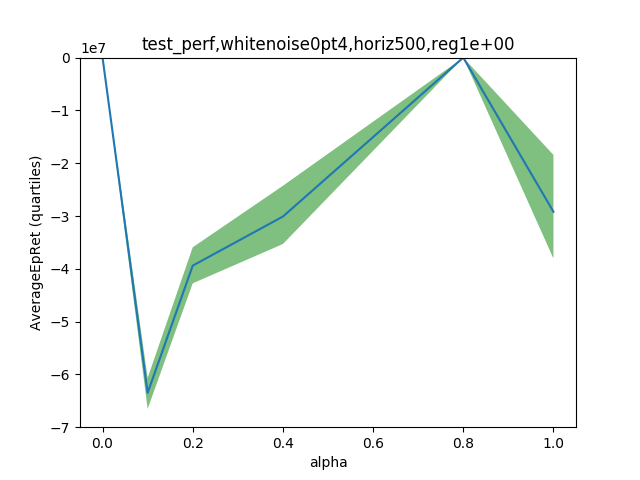 test_perf,whitenoise0pt4,horiz500,reg1e+00
1e7
0
−1
−2
−3
−4
−5
−6
−7
AverageEpRet (quartiles)
0.0 0.2 0.4 0.6 0.8 1.0
alpha